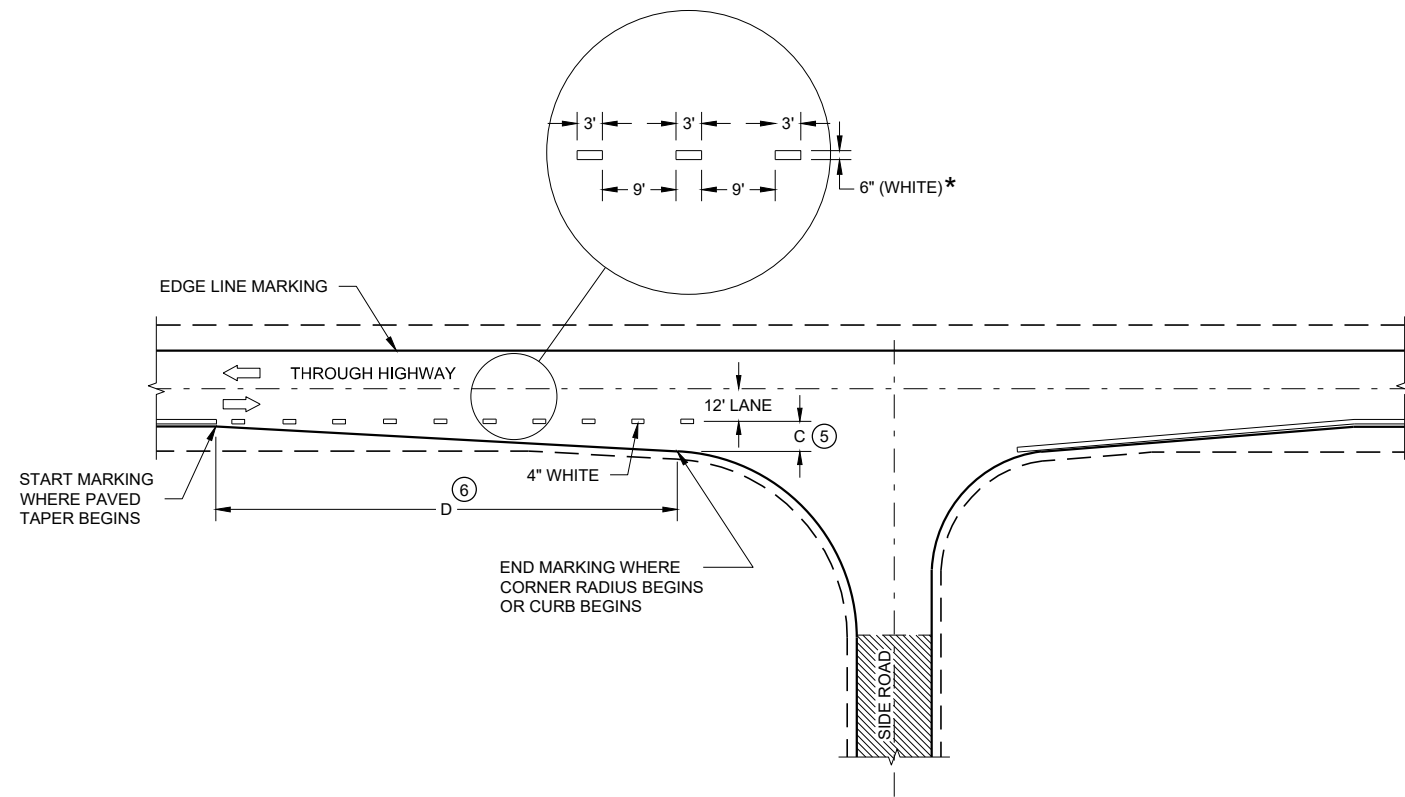 3' 3' 3'
9' 9'
6" (WHITE)*
EDGE LINE MARKING
THROUGH HIGHWAY
12' LANE
C 5
4" WHITE
START MARKING
WHERE PAVED
TAPER BEGINS
6
D
END MARKING WHERE
CORNER RADIUS BEGINS
OR CURB BEGINS
SIDE ROAD